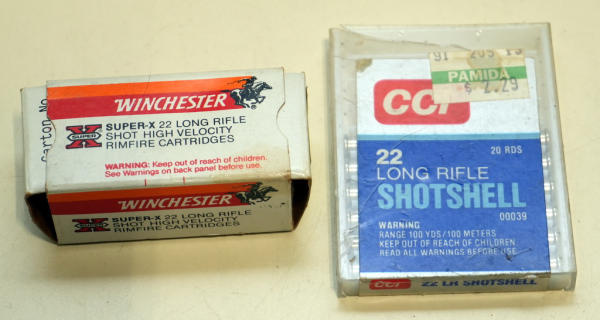 Carton No
WINCHESTER
SUPER
X
SUPER-X 22 LONG RIFLE
SHOT HIGH VELOCITY
RIMFIRE CARTRIDGES
WARNING: Keep out of reach of children.
See Warnings on back panel before use.
WINCHESTER
SUPER
X
SUPER-X 22 LONG RIFLE
SHOT HIGH VELOCITY
RIMFIRE CARTRIDGES
PAMIDA
CCI
22
20 RDS
LONG RIFLE
SHOTSHELL
00039
WARNING
RANGE 100 YDS/100 METERS
KEEP OUT OF REACH OF CHILDREN
READ ALL WARNINGS BEFORE USE.
CCI 22 LR SHOTSHELL